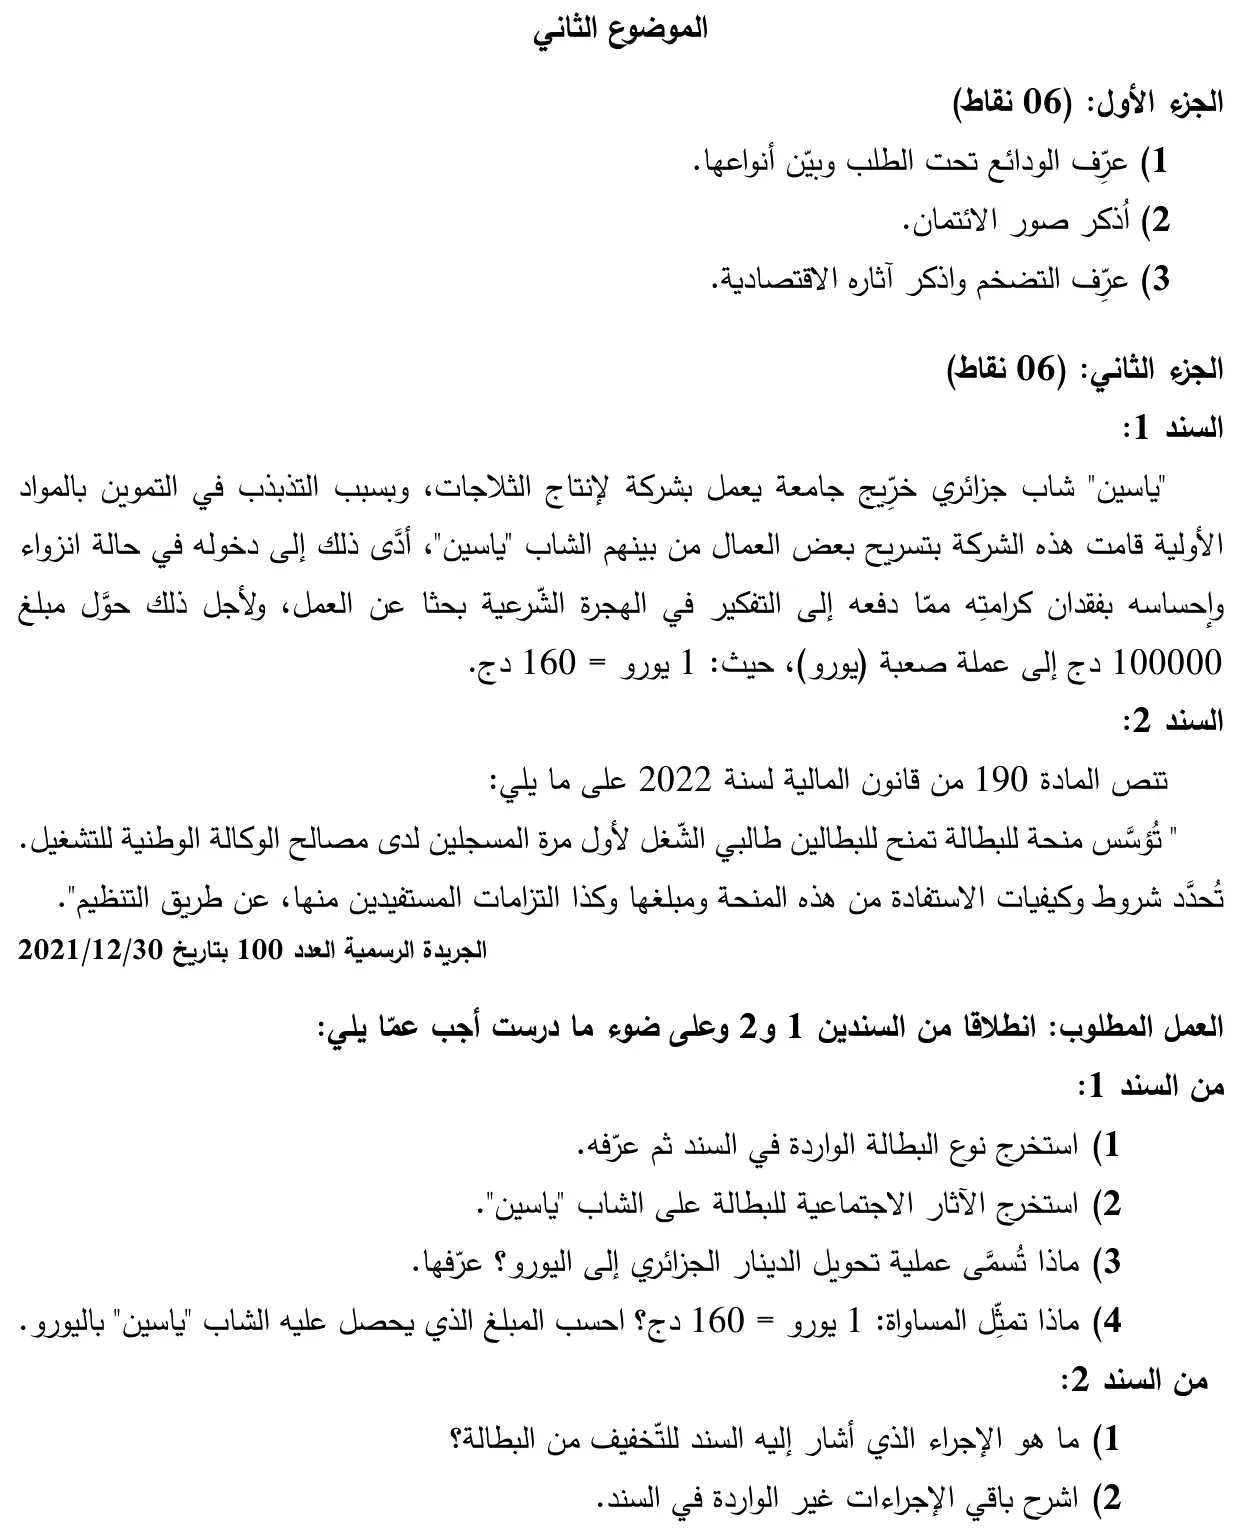 الموضوع الثاني
الجزء الأول: (06 نقاط)
1) عرِّف الودائع تحت الطلب وبيّن أنواعها.
2) اُذكر صور الائتمان.
3) عرِّف التضخم واذكر آثاره الاقتصادية.
الجزء الثاني: (06 نقاط)
السند 1:
"ياسين" شاب جزائري خرِّيج جامعة يعمل بشركة لإنتاج الثلاجات، وبسبب التذبذب في التموين بالمواد
الأولية قامت هذه الشركة بتسريح بعض العمال من بينهم الشاب "ياسين"، أدَّى ذلك إلى دخوله في حالة انزواء
وإحساسه بفقدان كرامتِه ممّا دفعه إلى التفكير في الهجرة الشّرعية بحثا عن العمل، ولأجل ذلك حوَّل مبلغ
100000 دج إلى عملة صعبة (يورو)، حيث: 1 يورو = 160 دج.
السند 2:
تنص المادة 190 من قانون المالية لسنة 2022 على ما يلي:
" تُؤسَّس منحة للبطالة تمنح للبطالين طالبي الشّغل لأول مرة المسجلين لدى مصالح الوكالة الوطنية للتشغيل.
تُحدَّد شروط وكيفيات الاستفادة من هذه المنحة ومبلغها وكذا التزامات المستفيدين منها، عن طريق التنظيم".
الجريدة الرسمية العدد 100 بتاريخ 2021/12/30
العمل المطلوب: انطلاقا من السندين 1 و2 وعلى ضوء ما درست أجب عمّا يلي:
من السند 1:
1) استخرج نوع البطالة الواردة في السند ثم عرّفه.
2) استخرج الآثار الاجتماعية للبطالة على الشاب "ياسين".
3) ماذا تُسمَّى عملية تحويل الدينار الجزائري إلى اليورو؟ عرّفها.
4) ماذا تمثِّل المساواة: 1 يورو = 160 دج؟ احسب المبلغ الذي يحصل عليه الشاب "ياسين" باليورو.
من السند 2:
1) ما هو الإجراء الذي أشار إليه السند للتّخفيف من البطالة؟
2) اشرح باقي الإجراءات غير الواردة في السند.